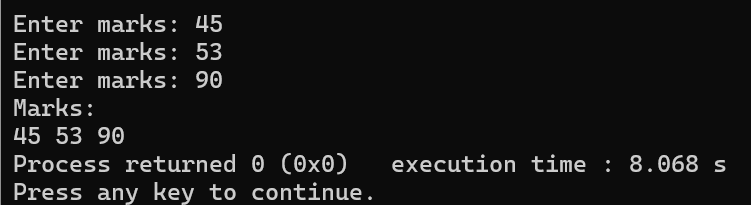 Enter marks: 45
Enter marks: 53
Enter marks: 90
Marks:
45 53 90
Process returned 0 (0x0)   execution time : 8.068 s
Press any key to continue.